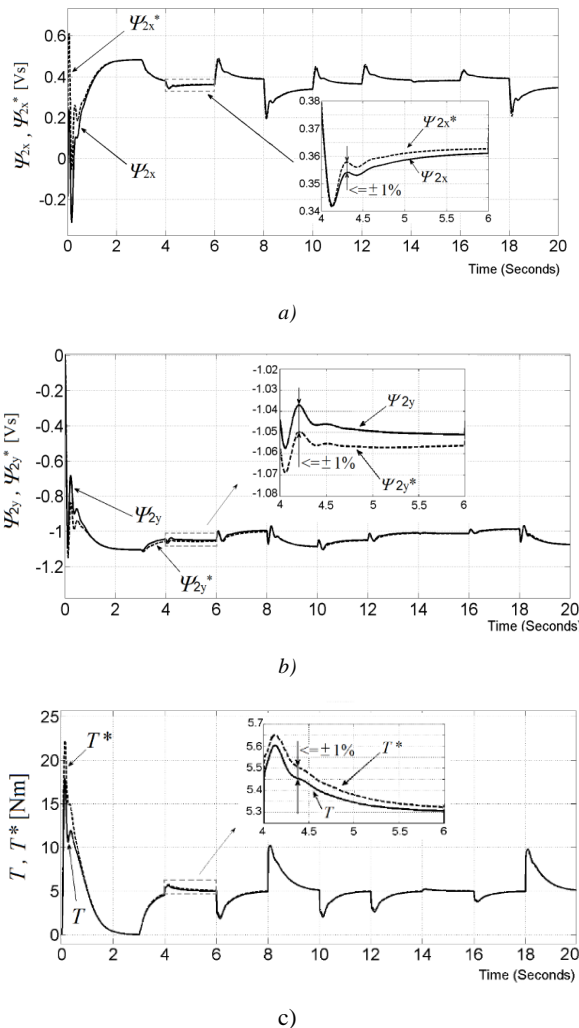 Ψ2x , Ψ2x* [Vs]
0.6
0.4
0.2
0
-0.2
Ψ2x*
Ψ2x
0.38
0.37
0.36
0.35
0.34
Ψ2x*
Ψ2x
<=±1%
4 4.5 5 5.5 6
0 2 4 6 8 10 12 14 16 18 20
Time (Seconds)
a)
Ψ2y , Ψ2y* [Vs]
0
-0.2
-0.4
-0.6
-0.8
-1
-1.2
Ψ2y
Ψ2y*
-1.02
-1.03
-1.04
-1.05
-1.06
-1.07
-1.08
Ψ2y
<=±1%
Ψ2y*
4 4.5 5 5.5 6
0 2 4 6 8 10 12 14 16 18 20
Time (Seconds)
b)
T , T* [Nm]
25
20
15
10
5
0
T*
T
5.7
5.6
5.5
5.4
5.3
<=±1%
T*
T
4 4.5 5 5.5 6
0 2 4 6 8 10 12 14 16 18 20
Time (Seconds)
c)